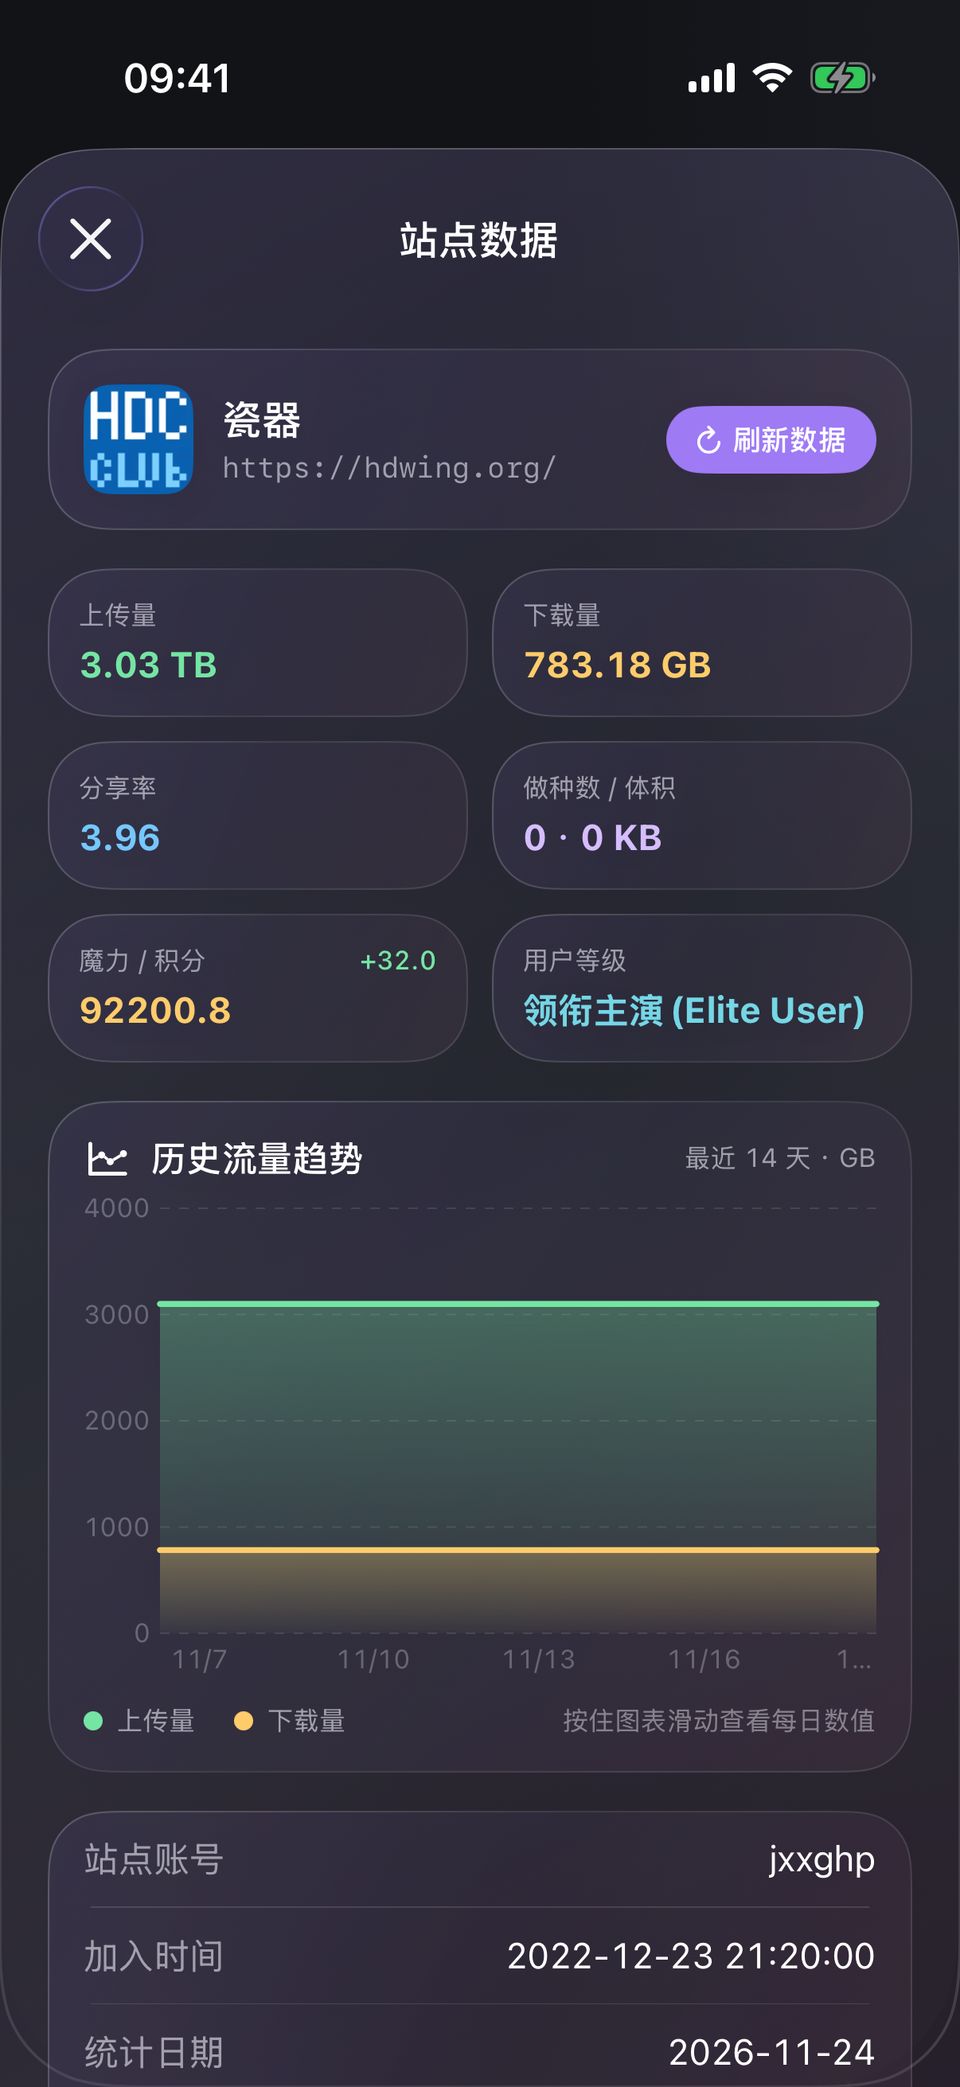 09:41
站点数据
HDC
CLUb
瓷器
https://hdwing.org/
刷新数据
上传量
3.03 TB
下载量
783.18 GB
分享率
3.96
做种数 / 体积
0 · 0 KB
魔力 / 积分
+32.0
92200.8
用户等级
领衔主演 (Elite User)
历史流量趋势
最近 14 天 · GB
4000
3000
2000
1000
0
11/7
11/10
11/13
11/16
1...
上传量
下载量
按住图表滑动查看每日数值
站点账号
jxxghp
加入时间
2022-12-23 21:20:00
统计日期
2026-11-24